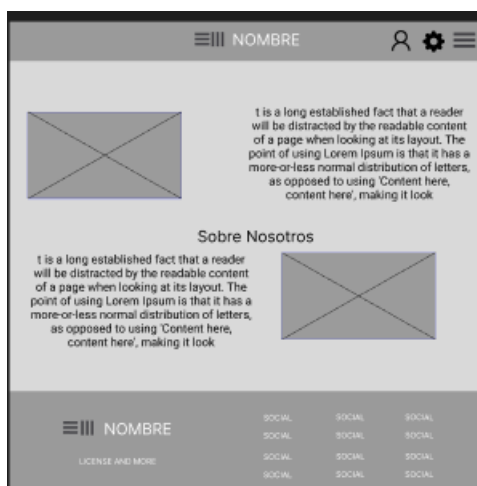 NOMBRE
t is a long established fact that a reader
will be distracted by the readable content
of a page when looking at its layout. The
point of using Lorem Ipsum is that it has a
more-or-less normal distribution of letters,
as opposed to using 'Content here,
content here', making it look
Sobre Nosotros
t is a long established fact that a reader
will be distracted by the readable content
of a page when looking at its layout. The
point of using Lorem Ipsum is that it has a
more-or-less normal distribution of letters,
as opposed to using 'Content here,
content here', making it look
NOMBRE
LICENSE AND MORE
SOCIAL SOCIAL SOCIAL
SOCIAL SOCIAL SOCIAL
SOCIAL SOCIAL SOCIAL
SOCIAL SOCIAL SOCIAL